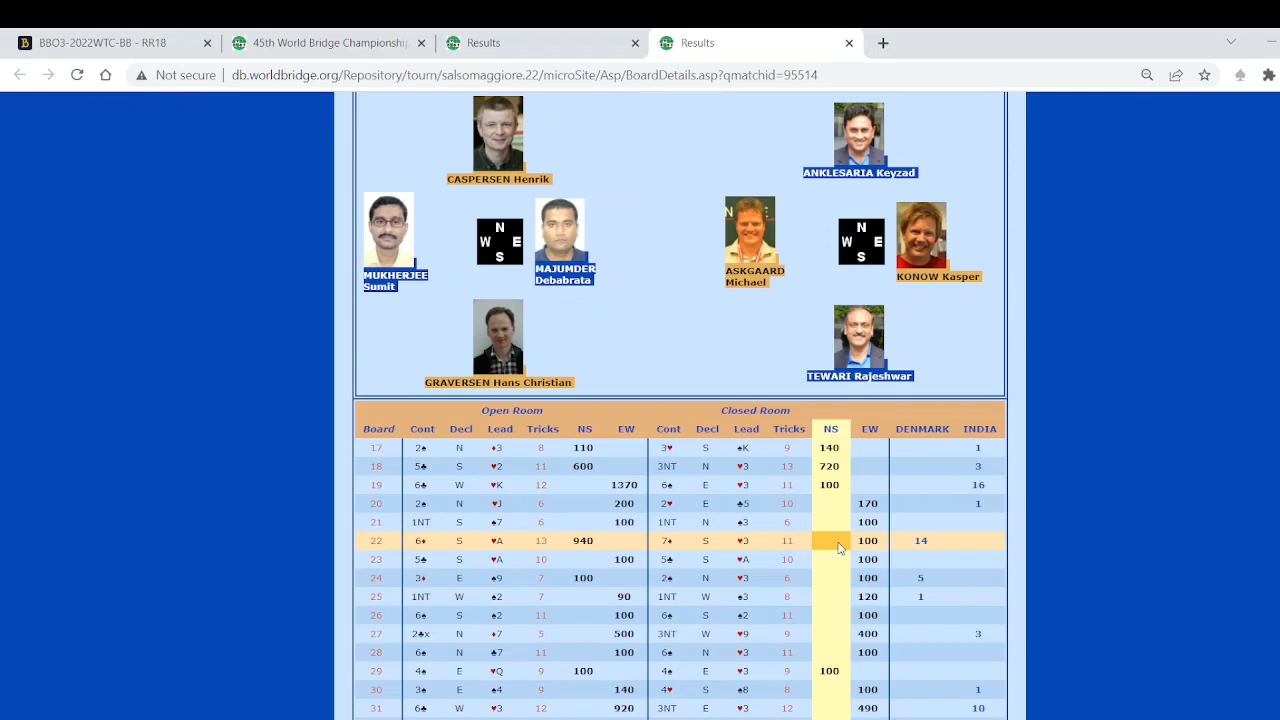 BBO3-2022WTC-BB - RR18
45th World Bridge Championship
Results
Results
Not secure
db.worldbridge.org/Repository/tourn/salsomaggiore.22/microSite/Asp/BoardDetails.asp?qmatchid=95514
CASPERSEN Henrik
ANKLESARIA Keyzad
N
W E
S
N
W E
S
MUKHERJEE
Sumit
MAJUMDER
Debabrata
ASKGAARD
Michael
KONOW Kasper
GRAVERSEN Hans Christian
TEWARI Rajeshwar
Open Room Closed Room
Board Cont Decl Lead Tricks NS EW Cont Decl Lead Tricks NS EW DENMARK INDIA
17 2♠ N ♦3 8 110 3♥ S ♠K 9 140 1
18 5♣ S ♥2 11 600 3NT N ♥3 13 720 3
19 6♣ W ♥K 12 1370 6♠ E ♥3 11 100 16
20 2♠ N ♥J 6 200 2♥ E ♣5 10 170 1
21 1NT S ♠7 6 100 1NT N ♠3 6 100
22 6♦ S ♥A 13 940 7♦ S ♥3 11 100 14
23 5♣ S ♥A 10 100 5♣ S ♥A 10 100
24 3♦ E ♠9 7 100 2♠ N ♥3 6 100 5
25 1NT W ♠2 7 90 1NT W ♠3 8 120 1
26 6♠ S ♠2 11 100 6♠ S ♠2 11 100
27 2♣x N ♦7 5 500 3NT W ♥9 9 400 3
28 6♠ N ♣7 11 100 6♠ N ♥3 11 100
29 4♠ E ♥Q 9 100 4♠ E ♥3 9 100
30 3♠ E ♠4 9 140 4♥ S ♠8 8 100 1
31 6♣ W ♥3 12 920 3NT E ♥3 12 490 10